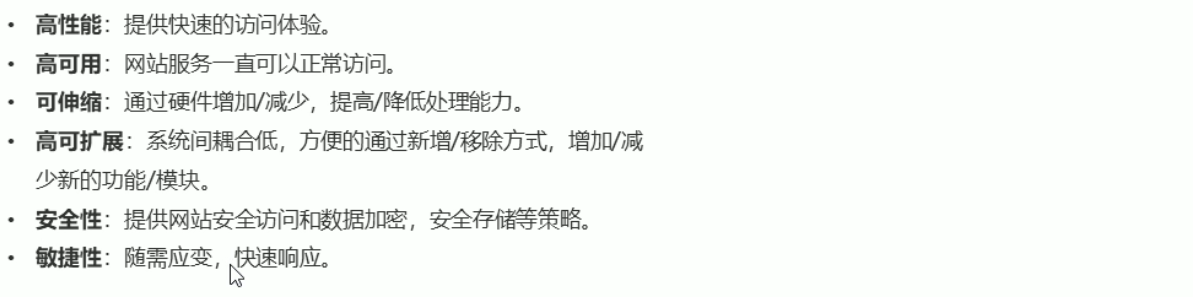 • 高性能：提供快速的访问体验。
• 高可用：网站服务一直可以正常访问。
• 可伸缩：通过硬件增加/减少，提高/降低处理能力。
• 高可扩展：系统间耦合低，方便的通过新增/移除方式，增加/减
少新的功能/模块。
• 安全性：提供网站安全访问和数据加密，安全存储等策略。
• 敏捷性：随需应变，快速响应。